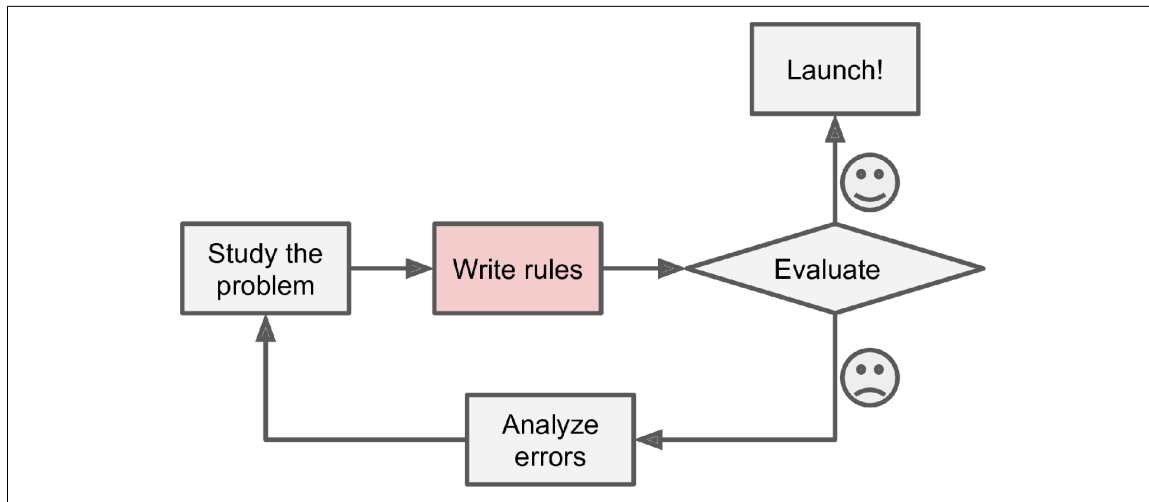 Launch!
Study the
problem
Write rules
Evaluate
Analyze
errors